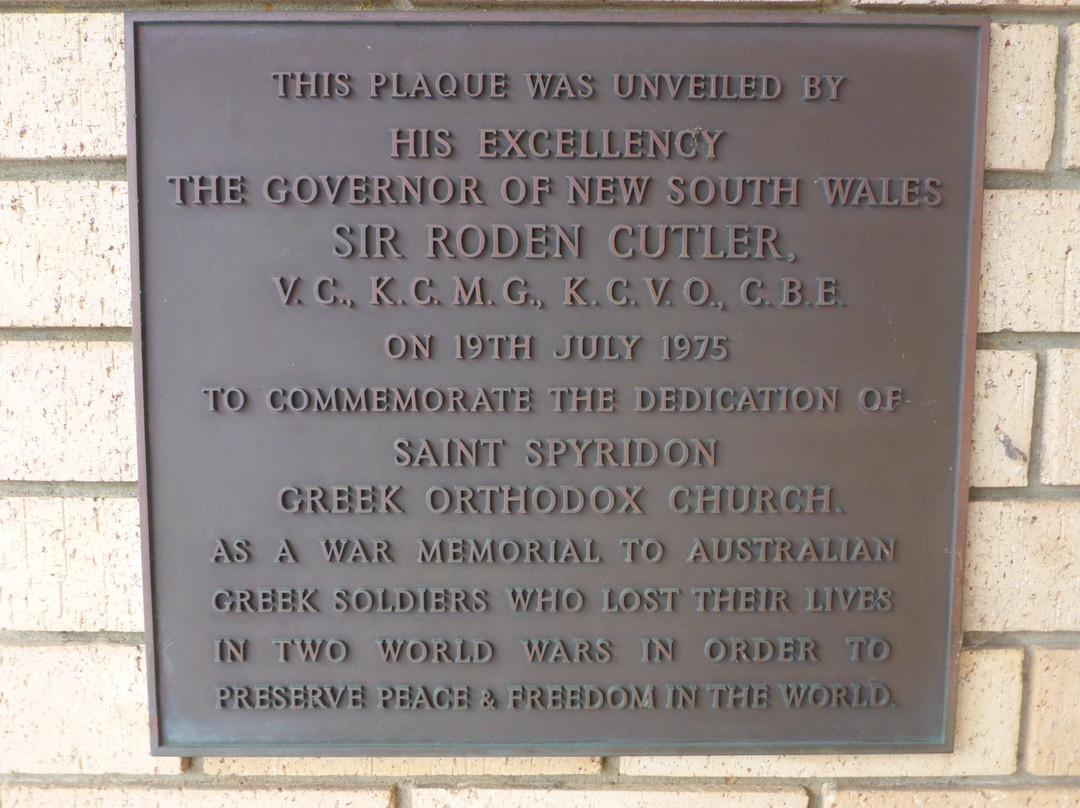 THIS PLAQUE WAS UNVEILED BY
HIS EXCELLENCY
THE GOVERNOR OF NEW SOUTH WALES
SIR RODEN CUTLER,
V. C., K. C. M. G., K. C. V. O., C. B. E.
ON 19TH JULY 1975
TO COMMEMORATE THE DEDICATION OF
SAINT SPYRIDON
GREEK ORTHODOX CHURCH.
AS A WAR MEMORIAL TO AUSTRALIAN
GREEK SOLDIERS WHO LOST THEIR LIVES
IN TWO WORLD WARS IN ORDER TO
PRESERVE PEACE & FREEDOM IN THE WORLD.